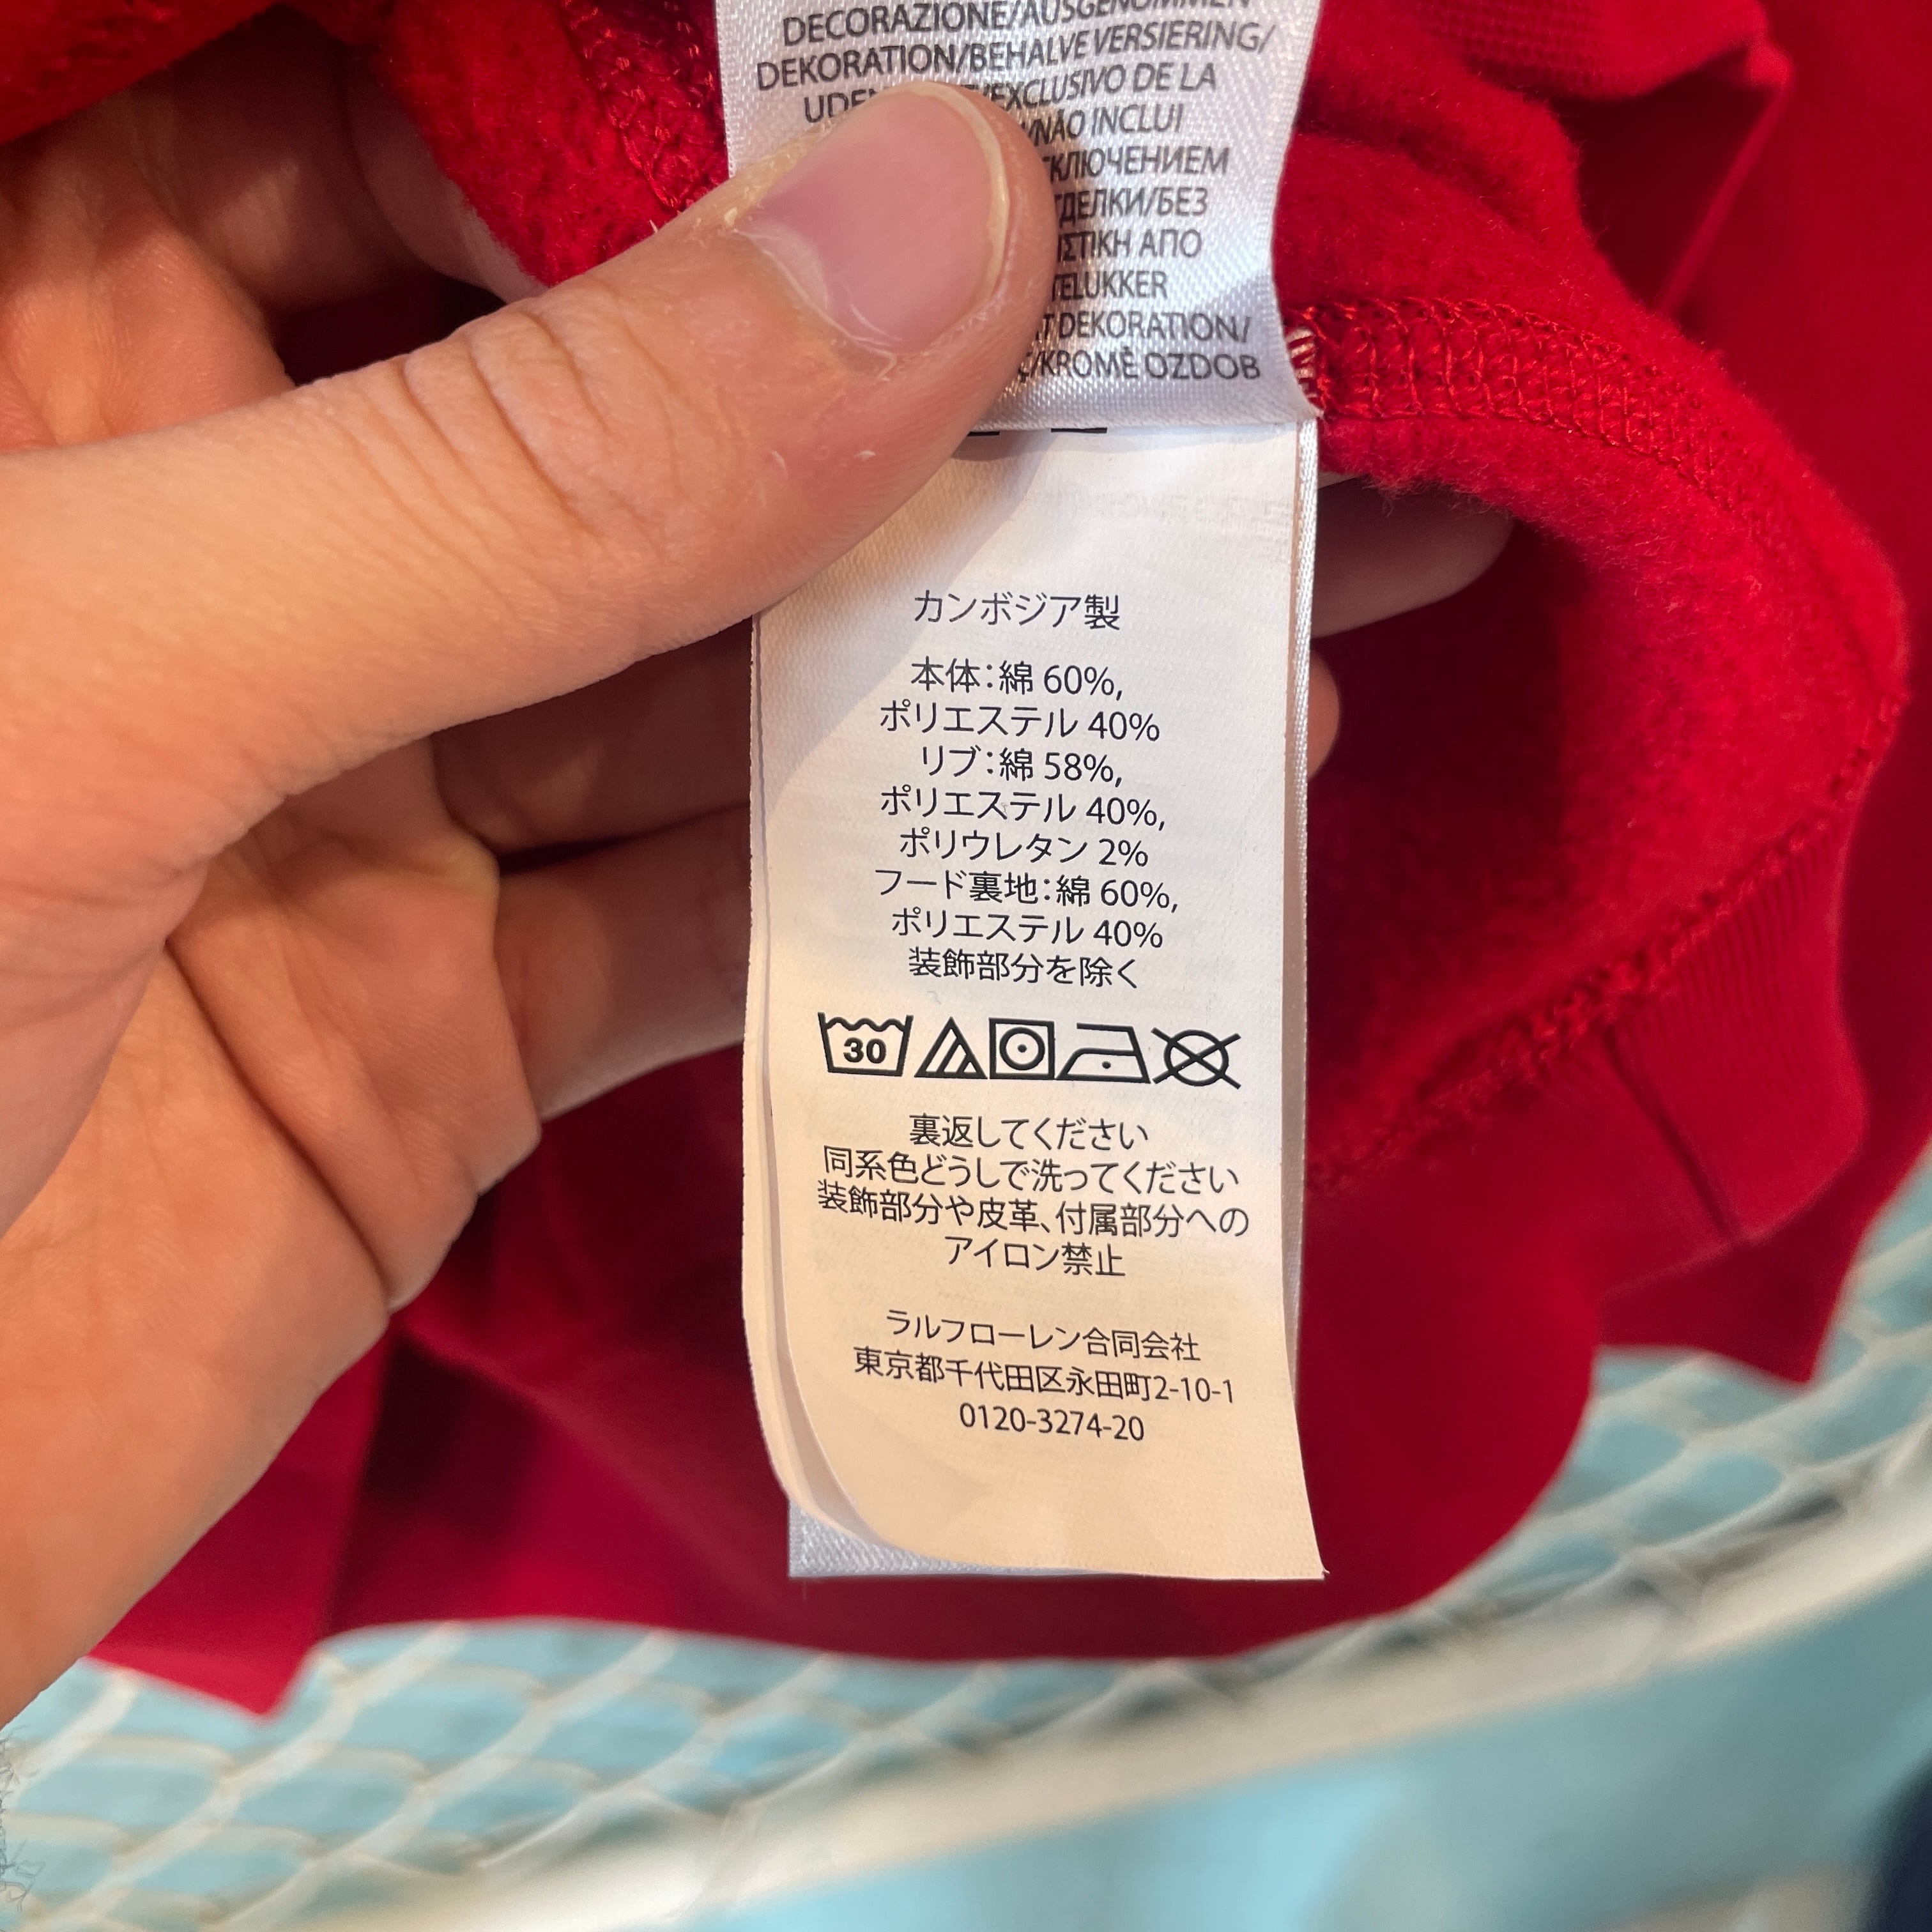 DECORAZIONE/AUSGENOMMEN
DEKORATION/BEHALVE VERSIERING/
EXCLUSIVO DE LA
NÃO INCLUI
DEKORATION/
/KROMĚ OZDOB
カンボジア製
本体:綿 60%,
ポリエステル 40%
リブ:綿 58%,
ポリエステル 40%,
ポリウレタン 2%
フード裏地:綿 60%,
ポリエステル 40%
装飾部分を除く
30
裏返してください
同系色どうしで洗ってください
装飾部分や皮革、付属部分への
アイロン禁止
ラルフローレン合同会社
東京都千代田区永田町2-10-1
0120-3274-20